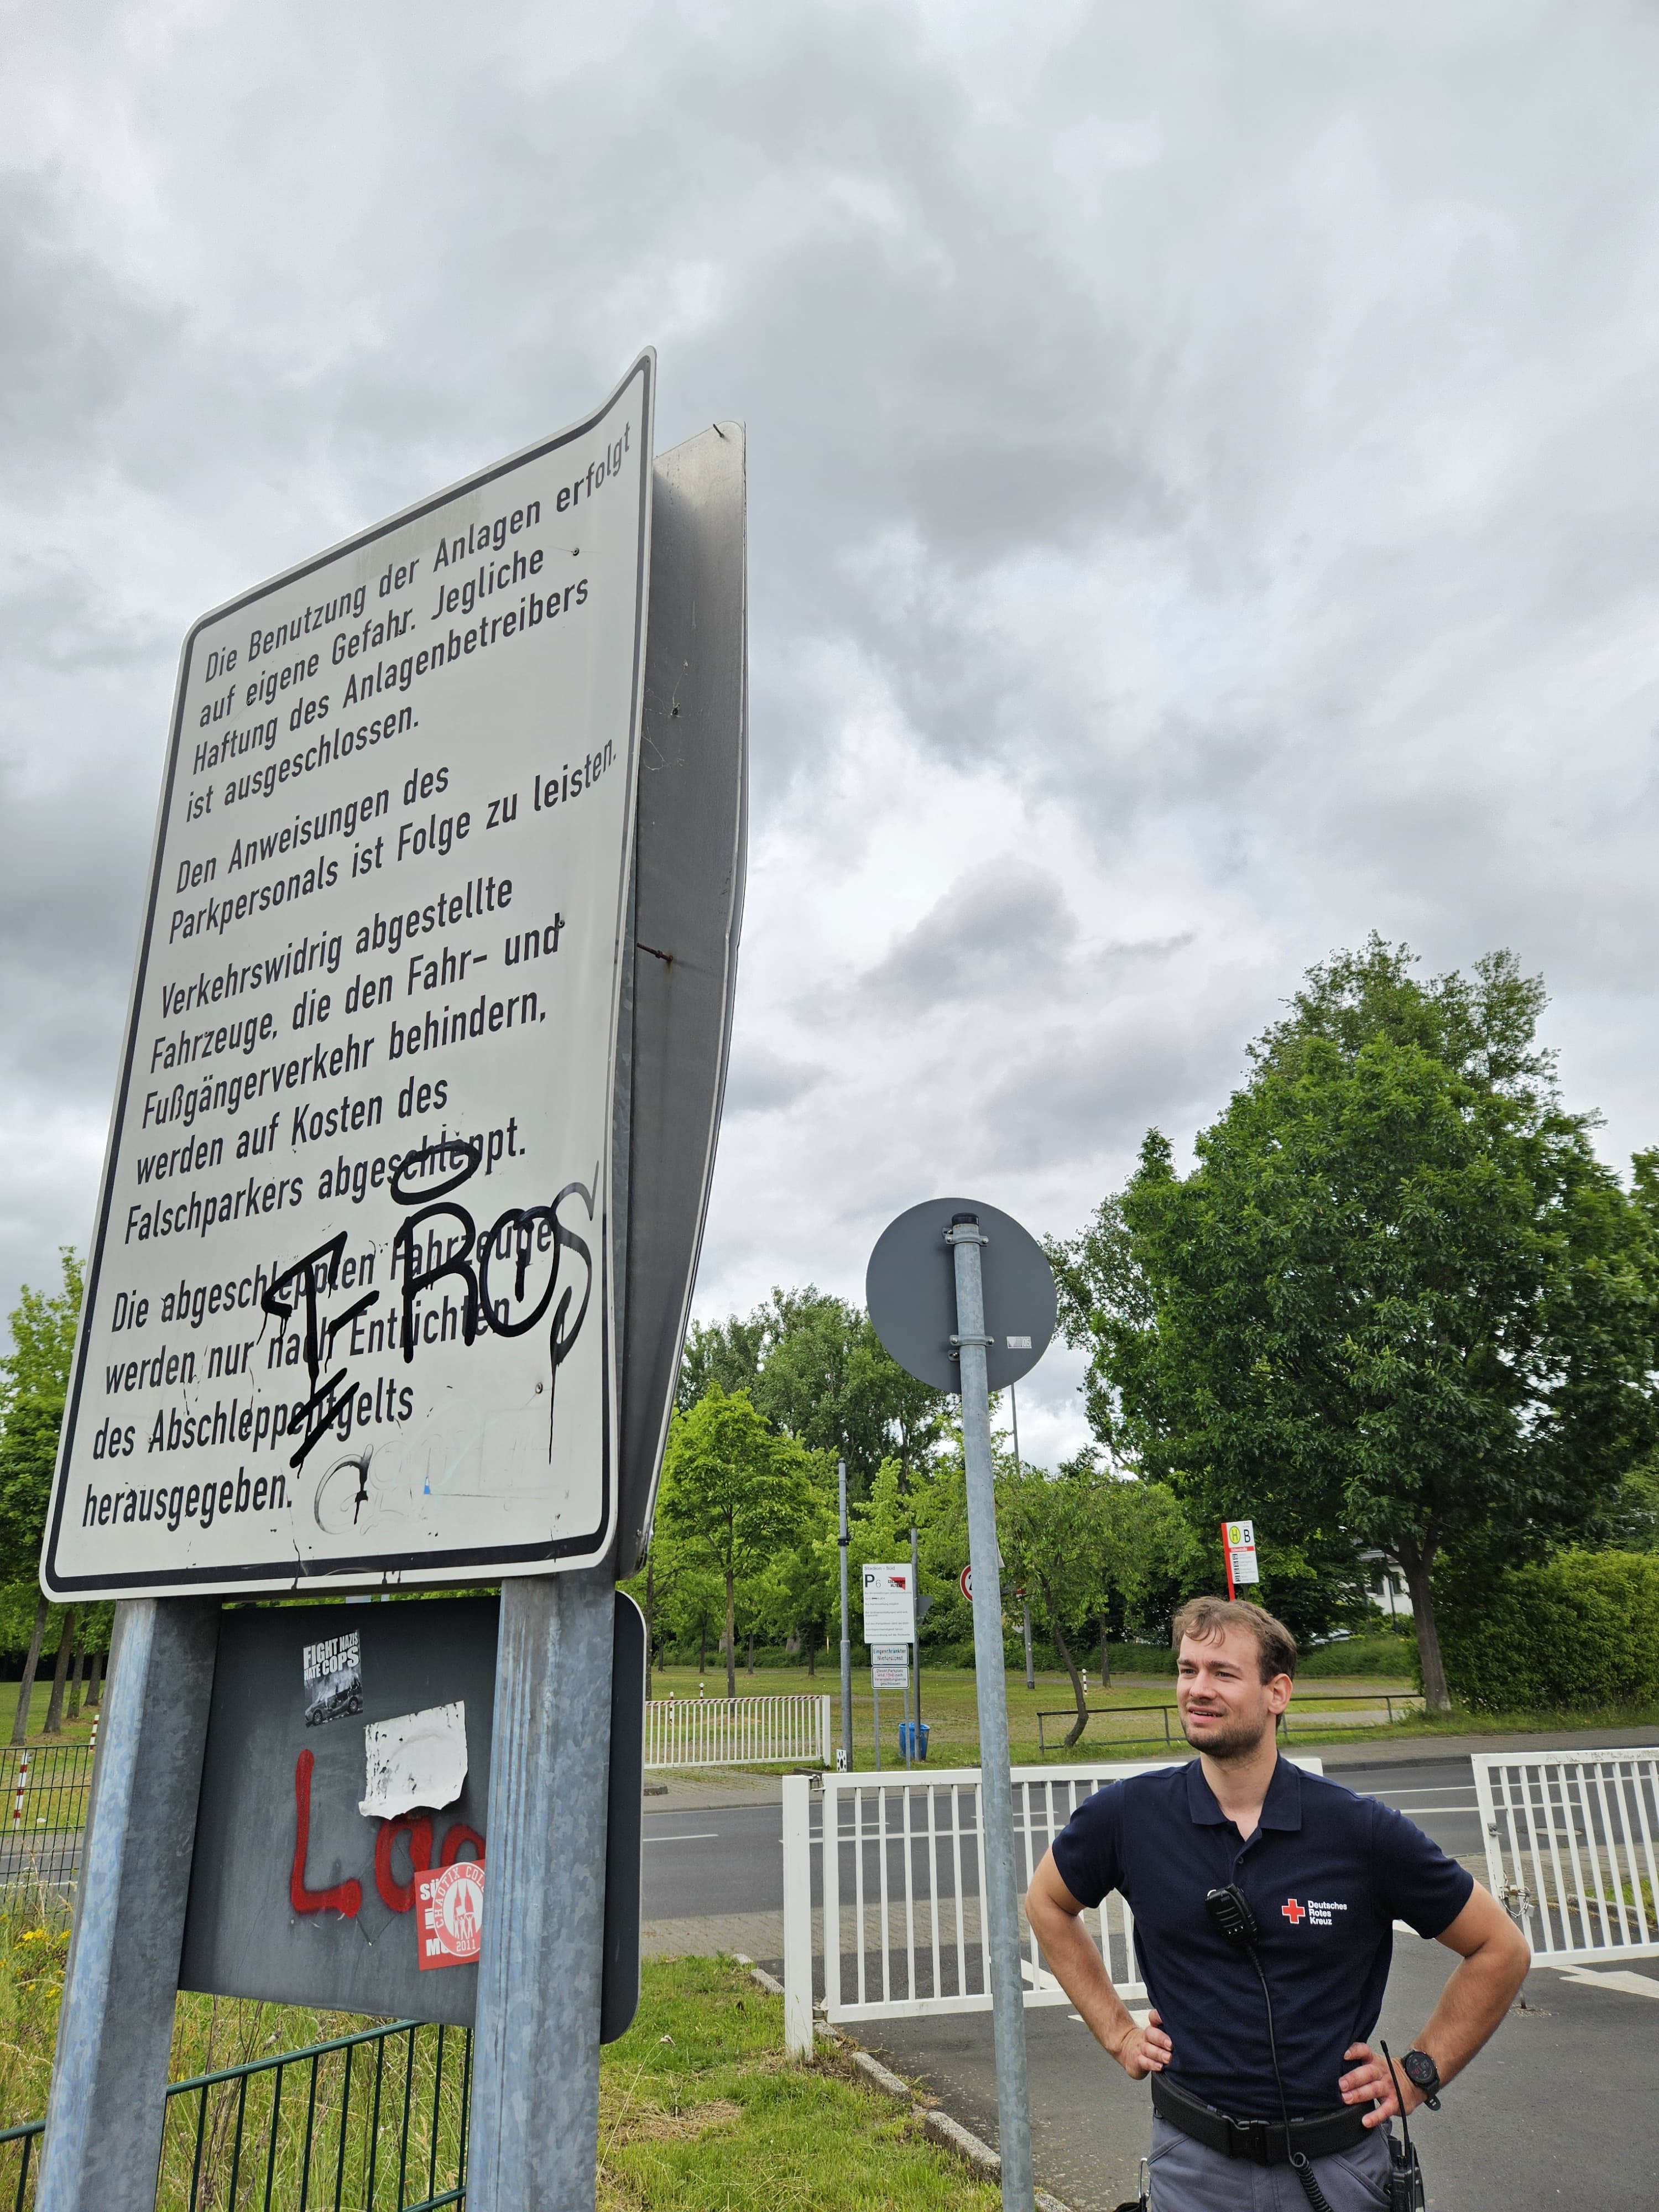 Die Benutzung der Anlagen erfolgt
auf eigene Gefahr. Jegliche
Haftung des Anlagenbetreibers
ist ausgeschlossen.
Den Anweisungen des
Parkpersonals ist Folge zu leisten.
Verkehrswidrig abgestellte
Fahrzeuge, die den Fahr- und
Fußgängerverkehr behindern,
werden auf Kosten des
Falschparkers abgeschleppt.
Die abgeschleppten Fahrzeuge
werden nur nach Entrichten
des Abschleppentgelts
herausgegeben.
FIGHT NAZIS
HATE COPS
CHAOTIX
2011
P6
H B
Deutsches
Rotes
Kreuz